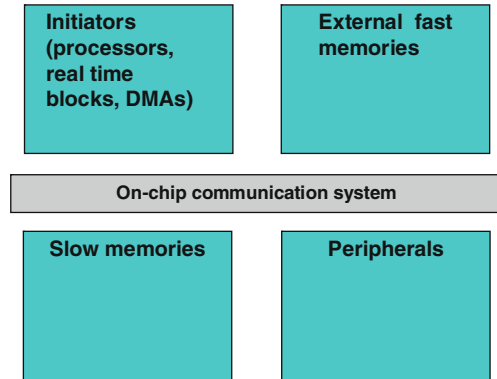 Initiators
(processors,
real time
blocks, DMAs)
External fast
memories
On-chip communication system
Slow memories
Peripherals